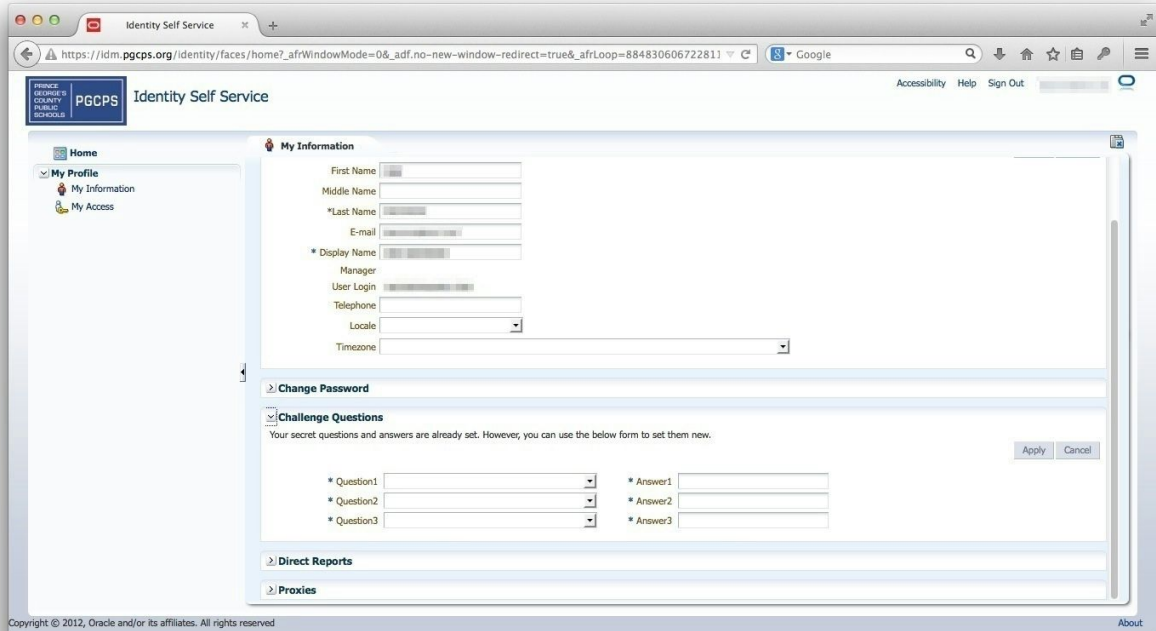 Identity Self Service
https://idm.pgcps.org/identity/faces/home?_afrWindowMode=0&_adf.no-new-window-redirect=true&_afrLoop=884830606722811
Google
PRINCE GEORGE'S COUNTY PUBLIC SCHOOLS
PGCPS
Identity Self Service
Accessibility Help Sign Out
Home
My Profile
My Information
My Access
My Information
First Name
Middle Name
*Last Name
E-mail
* Display Name
Manager
User Login
Telephone
Locale
Timezone
Change Password
Challenge Questions
Your secret questions and answers are already set. However, you can use the below form to set them new.
Apply Cancel
* Question1 * Answer1
* Question2 * Answer2
* Question3 * Answer3
Direct Reports
Proxies
Copyright © 2012, Oracle and/or its affiliates. All rights reserved
About